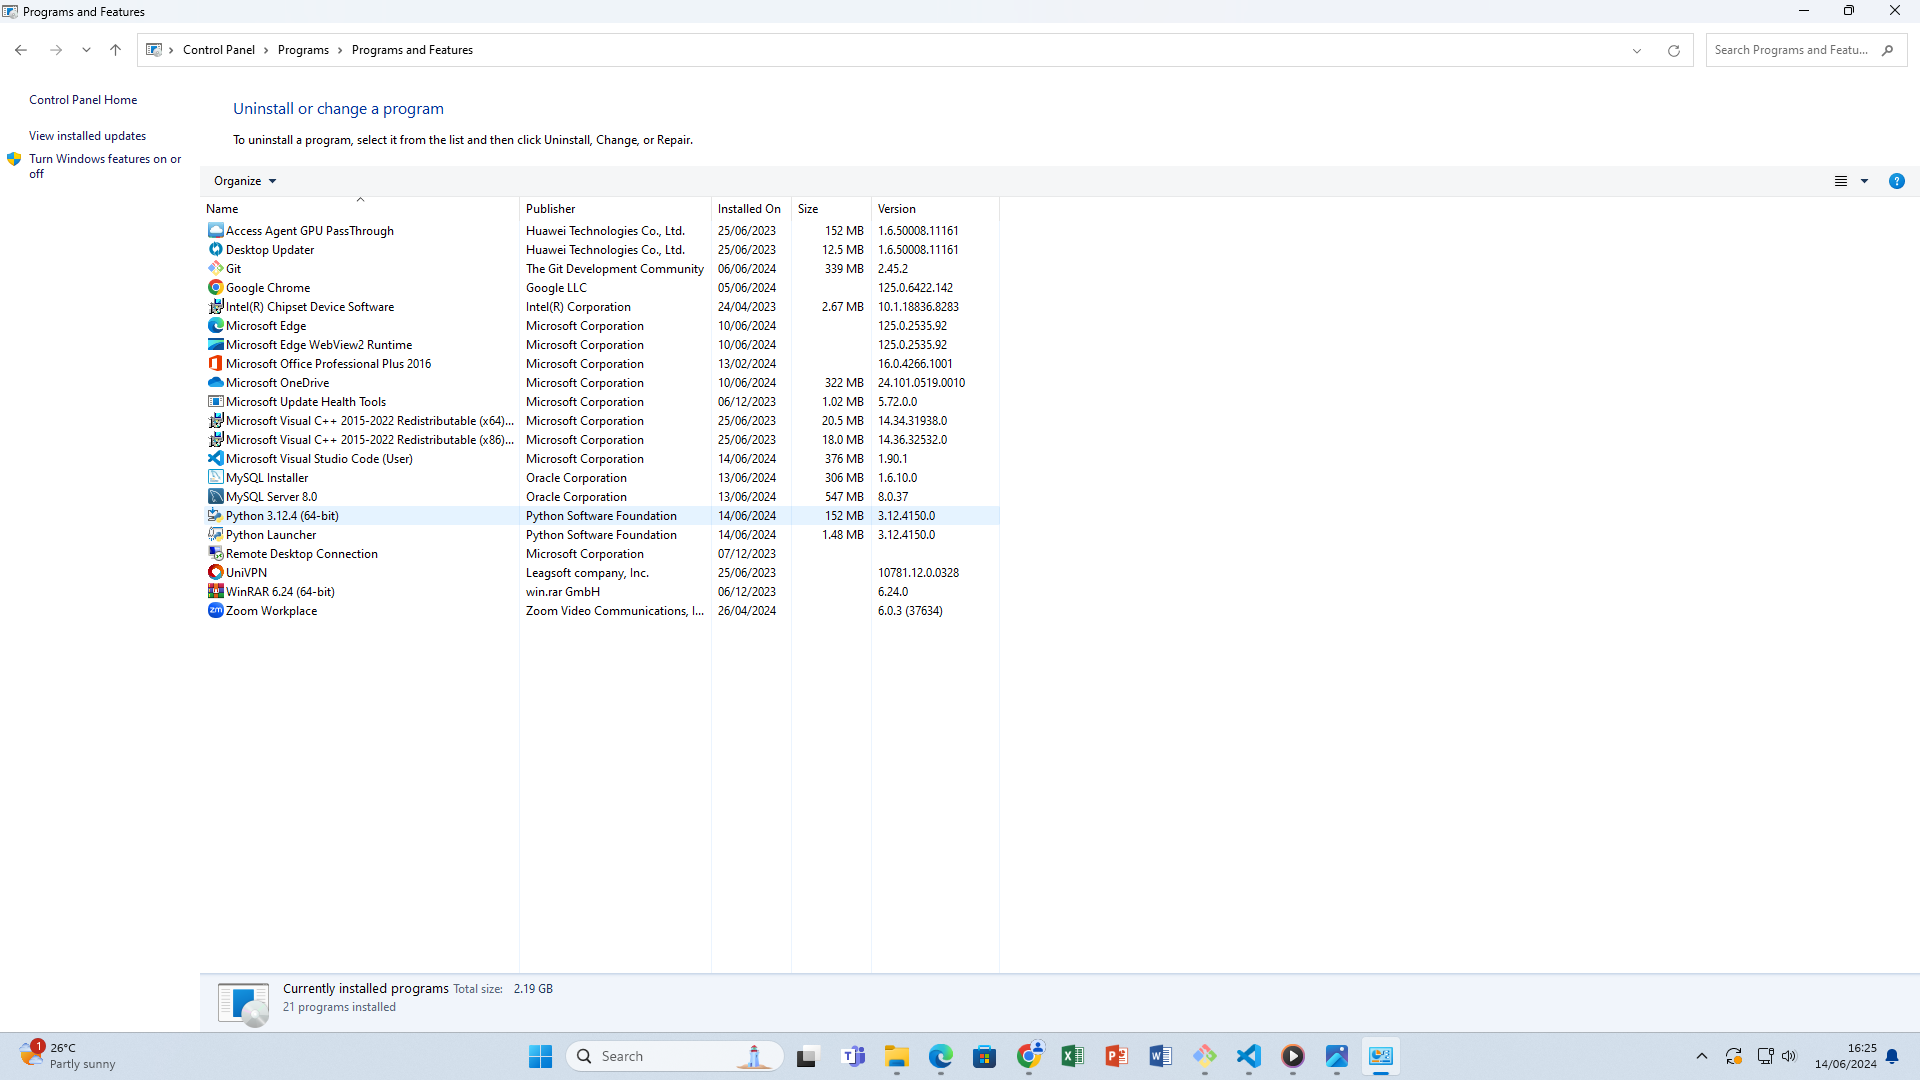 Programs and Features
Control Panel > Programs > Programs and Features
Search Programs and Featu...
Control Panel Home
View installed updates
Turn Windows features on or
off
Uninstall or change a program
To uninstall a program, select it from the list and then click Uninstall, Change, or Repair.
Organize
Name Publisher Installed On Size Version
Access Agent GPU PassThrough Huawei Technologies Co., Ltd. 25/06/2023 152 MB 1.6.50008.11161
Desktop Updater Huawei Technologies Co., Ltd. 25/06/2023 12.5 MB 1.6.50008.11161
Git The Git Development Community 06/06/2024 339 MB 2.45.2
Google Chrome Google LLC 05/06/2024 125.0.6422.142
Intel(R) Chipset Device Software Intel(R) Corporation 24/04/2023 2.67 MB 10.1.18836.8283
Microsoft Edge Microsoft Corporation 10/06/2024 125.0.2535.92
Microsoft Edge WebView2 Runtime Microsoft Corporation 10/06/2024 125.0.2535.92
Microsoft Office Professional Plus 2016 Microsoft Corporation 13/02/2024 16.0.4266.1001
Microsoft OneDrive Microsoft Corporation 10/06/2024 322 MB 24.101.0519.0010
Microsoft Update Health Tools Microsoft Corporation 06/12/2023 1.02 MB 5.72.0.0
Microsoft Visual C++ 2015-2022 Redistributable (x64)... Microsoft Corporation 25/06/2023 20.5 MB 14.34.31938.0
Microsoft Visual C++ 2015-2022 Redistributable (x86)... Microsoft Corporation 25/06/2023 18.0 MB 14.36.32532.0
Microsoft Visual Studio Code (User) Microsoft Corporation 14/06/2024 376 MB 1.90.1
MySQL Installer Oracle Corporation 13/06/2024 306 MB 1.6.10.0
MySQL Server 8.0 Oracle Corporation 13/06/2024 547 MB 8.0.37
Python 3.12.4 (64-bit) Python Software Foundation 14/06/2024 152 MB 3.12.4150.0
Python Launcher Python Software Foundation 14/06/2024 1.48 MB 3.12.4150.0
Remote Desktop Connection Microsoft Corporation 07/12/2023
UniVPN Leagsoft company, Inc. 25/06/2023 10781.12.0.0328
WinRAR 6.24 (64-bit) win.rar GmbH 06/12/2023 6.24.0
Zoom Workplace Zoom Video Communications, I... 26/04/2024 6.0.3 (37634)
Currently installed programs Total size: 2.19 GB
21 programs installed
1
26°C
Partly sunny
Search
16:25
14/06/2024